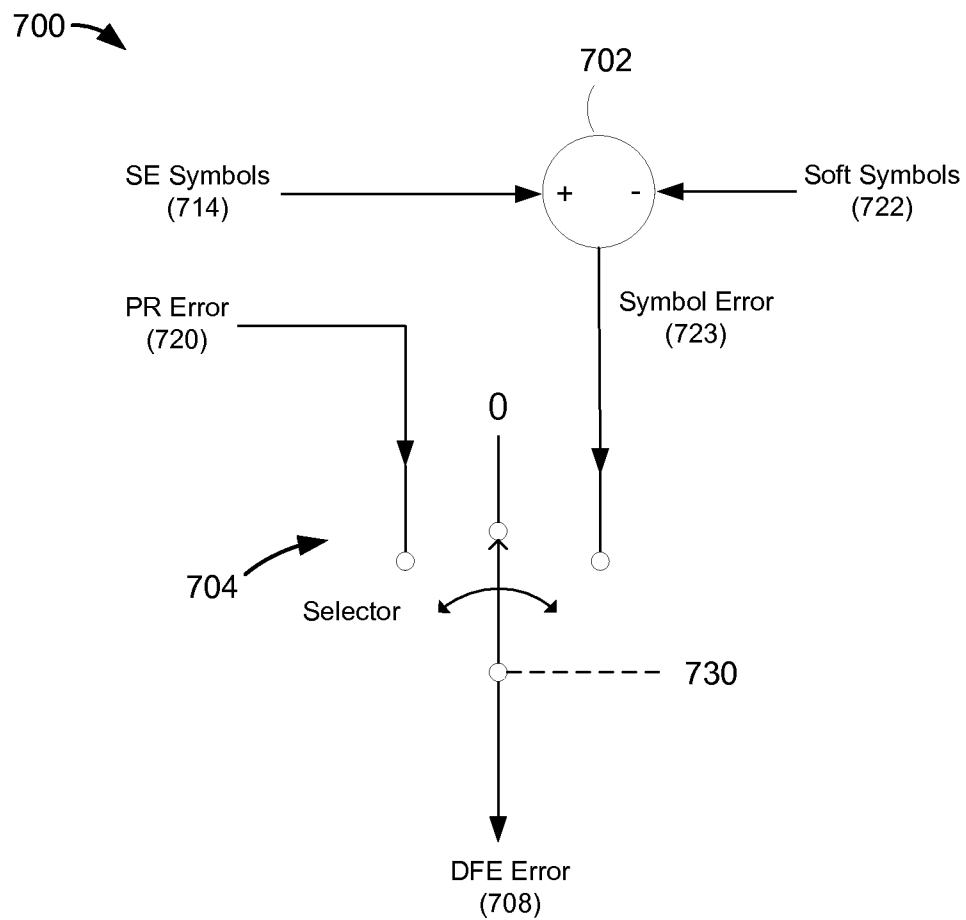 700
702
SE Symbols
(714)
+ -
Soft Symbols
(722)
PR Error
(720)
Symbol Error
(723)
0
704
Selector
730
DFE Error
(708)